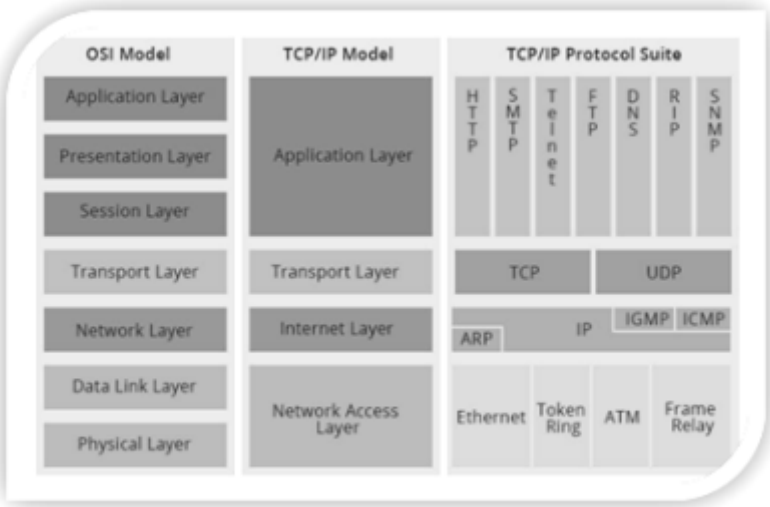 OSI Model
Application Layer
Presentation Layer
Session Layer
Transport Layer
Network Layer
Data Link Layer
Physical Layer
TCP/IP Model
Application Layer
Transport Layer
Internet Layer
Network Access
Layer
TCP/IP Protocol Suite
HTTP
SMTP
Telnet
FTP
DNS
RIP
SNMP
TCP
UDP
ARP
IP
IGMP
ICMP
Ethernet
Token
Ring
ATM
Frame
Relay